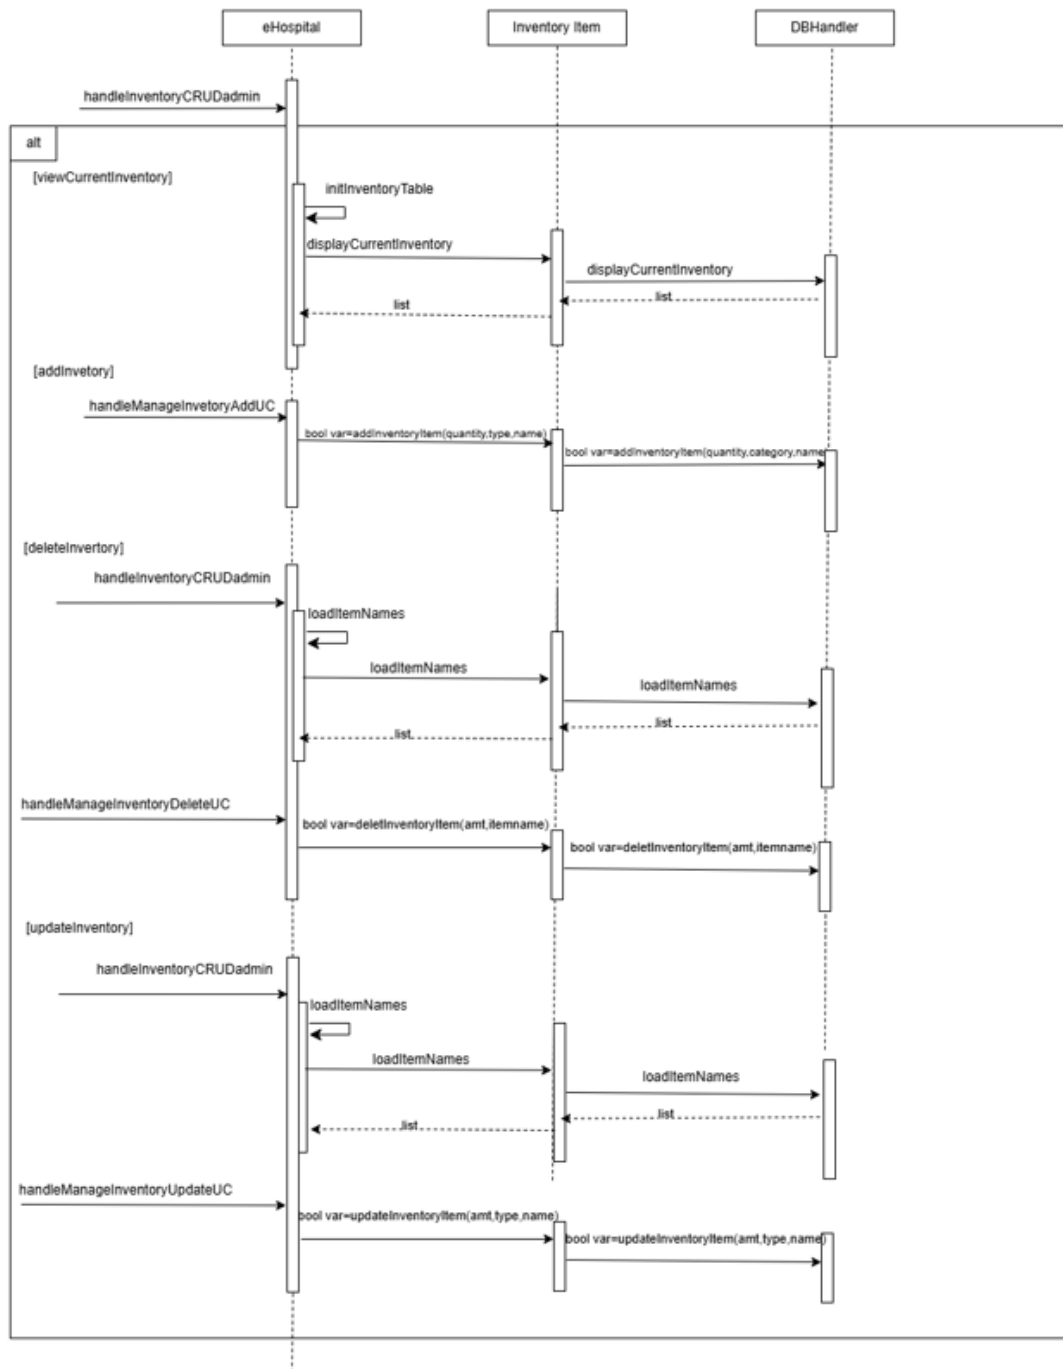 eHospital
Inventory Item
DBHandler
handleInventoryCRUDadmin
alt
[viewCurrentInventory]
initInventoryTable
displayCurrentInventory
displayCurrentInventory
list
list
[addInvetory]
handleManageInvetoryAddUC
bool var=addInventoryItem(quantity,type,name)
bool var=addInventoryItem(quantity,category,name
[deleteInvertory]
handleInventoryCRUDadmin
loadItemNames
loadItemNames
loadItemNames
list
list
handleManageInventoryDeleteUC
bool var=deletInventoryItem(amt,itemname)
bool var=deletInventoryItem(amt,itemname)
[updateInventory]
handleInventoryCRUDadmin
loadItemNames
loadItemNames
loadItemNames
list
list
handleManageInventoryUpdateUC
bool var=updateInventoryItem(amt,type,name)
bool var=updateInventoryItem(amt,type,name)